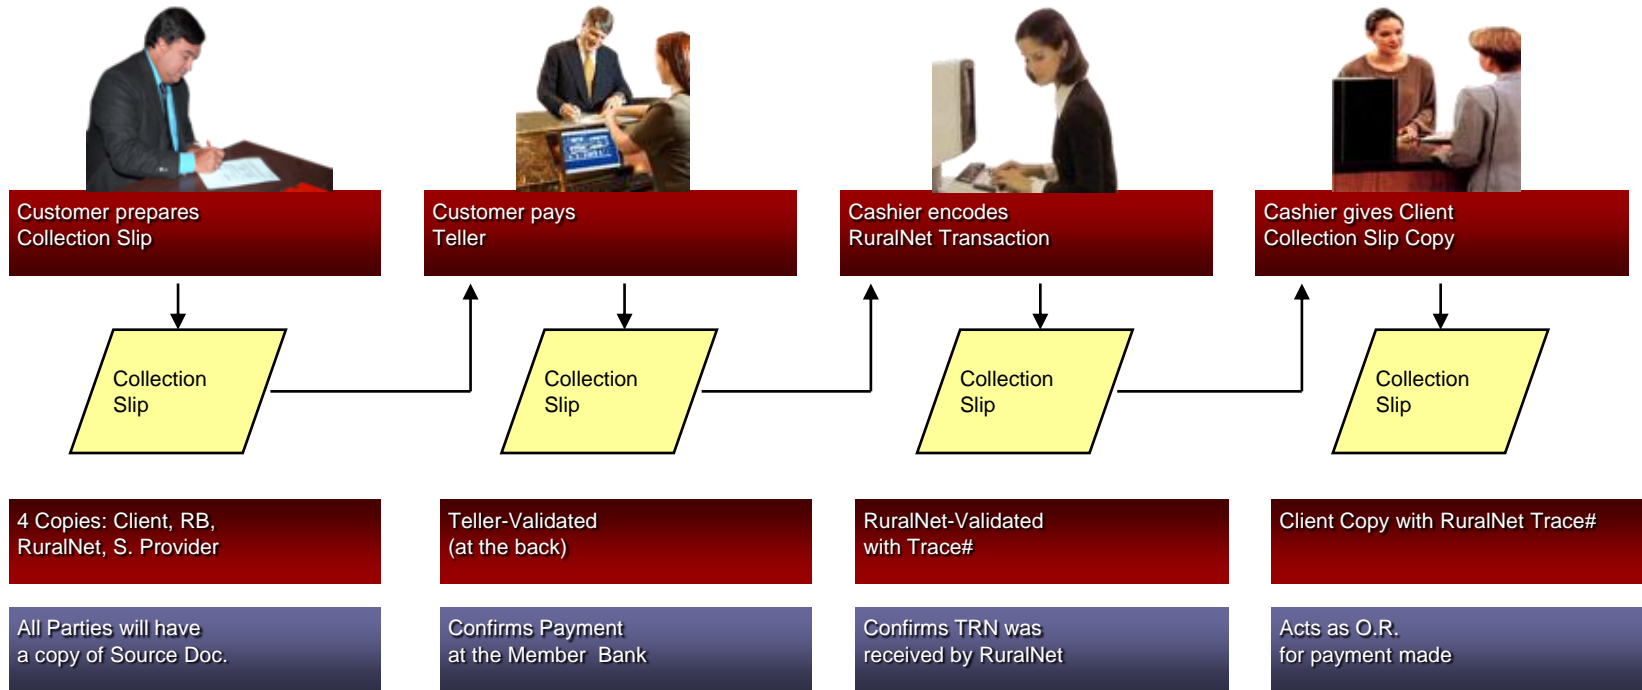 Customer prepares
Collection Slip
Customer pays
Teller
Cashier encodes
RuralNet Transaction
Cashier gives Client
Collection Slip Copy
Collection
Slip
Collection
Slip
Collection
Slip
Collection
Slip
4 Copies: Client, RB,
RuralNet, S. Provider
Teller-Validated
(at the back)
RuralNet-Validated
with Trace#
Client Copy with RuralNet Trace#
All Parties will have
a copy of Source Doc.
Confirms Payment
at the Member Bank
Confirms TRN was
received by RuralNet
Acts as O.R.
for payment made